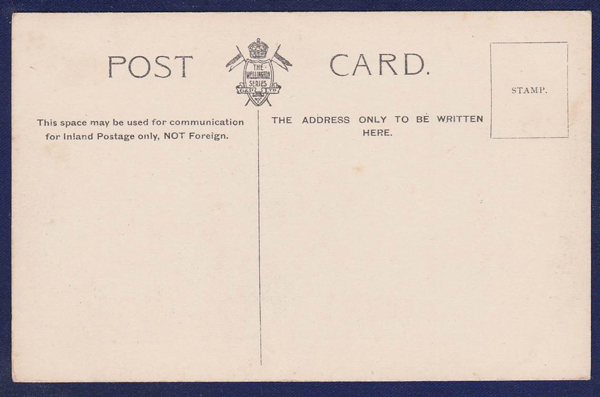 POST CARD.
THE
WELLINGTON
SERIES
STAMP.
This space may be used for communication
for Inland Postage only, NOT Foreign.
THE ADDRESS ONLY TO BE WRITTEN
HERE.